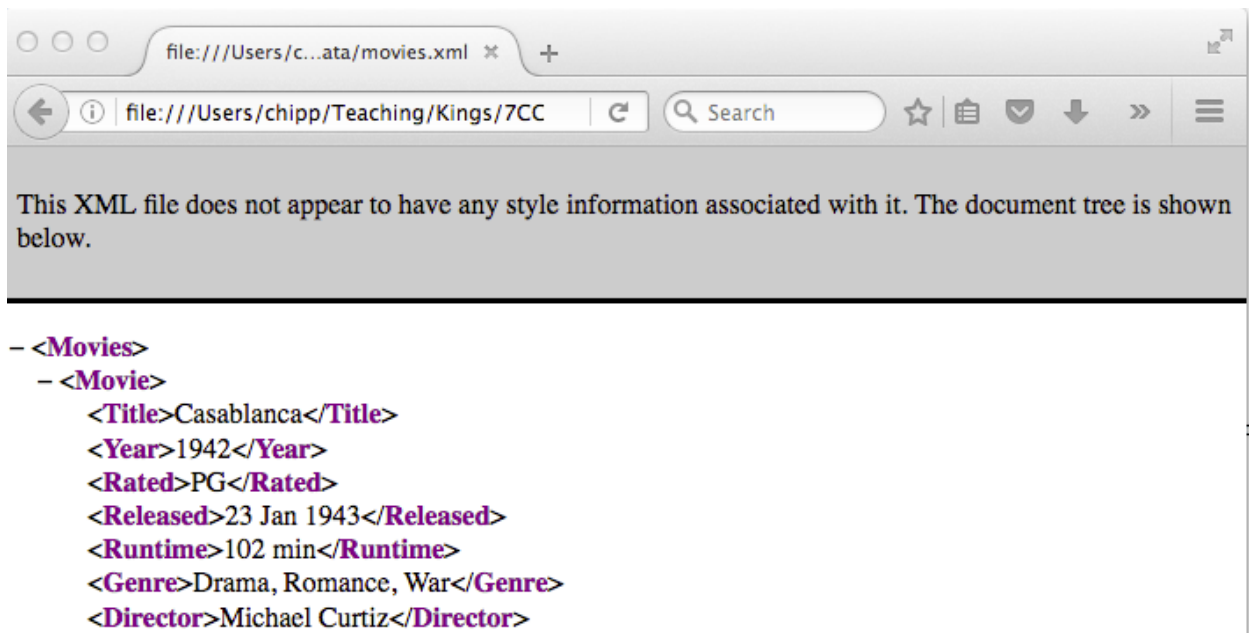 file:///Users/c...ata/movies.xml
file:///Users/chipp/Teaching/Kings/7CC
Search
This XML file does not appear to have any style information associated with it. The document tree is shown
below.
– <Movies>
– <Movie>
<Title>Casablanca</Title>
<Year>1942</Year>
<Rated>PG</Rated>
<Released>23 Jan 1943</Released>
<Runtime>102 min</Runtime>
<Genre>Drama, Romance, War</Genre>
<Director>Michael Curtiz</Director>